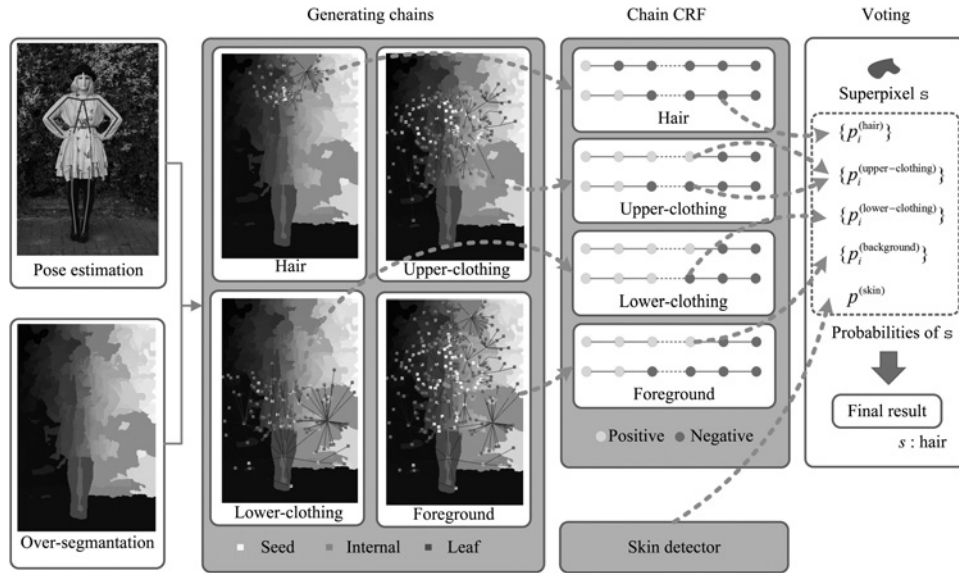 Generating chains
Chain CRF
Voting
Pose estimation
Over-segmantation
Hair
Upper-clothing
Lower-clothing
Foreground
Seed
Internal
Leaf
Hair
Upper-clothing
Lower-clothing
Foreground
Positive
Negative
Skin detector
Superpixel s
{p_i^(hair)}
{p_i^(upper-clothing)}
{p_i^(lower-clothing)}
{p_i^(background)}
p^(skin)
Probabilities of s
Final result
s : hair